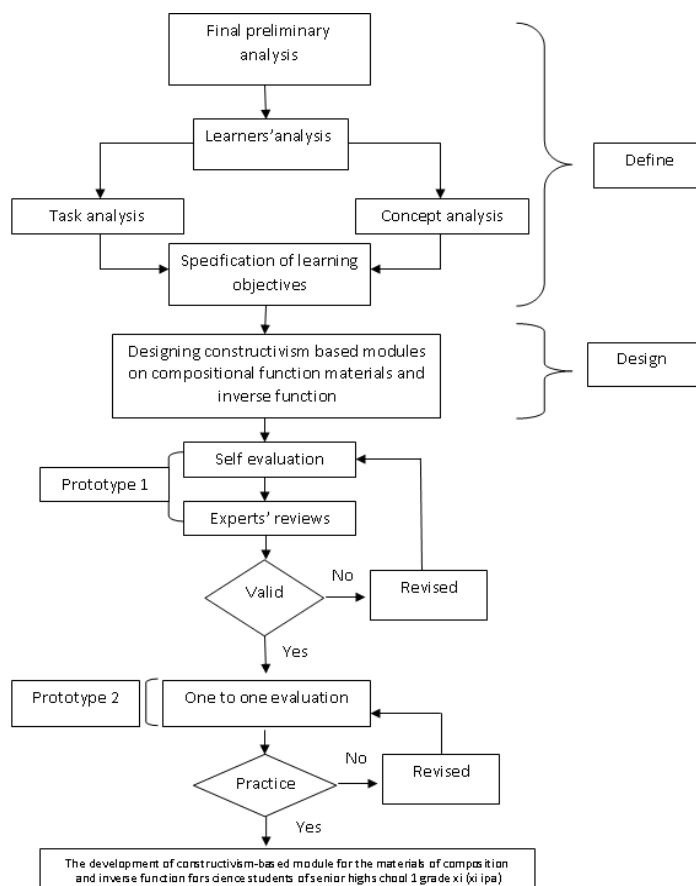 Final preliminary
analysis
Learners'analysis
Define
Task analysis
Concept analysis
Specification of learning
objectives
Designing constructivism based modules
on compositional function materials and
inverse function
Design
Self evaluation
Prototype 1
Experts' reviews
Valid
No
Revised
Yes
Prototype 2
One to one evaluation
No
Practice
Revised
Yes
The development of constructivism-based module for the materials of composition
and inverse function for science students of senior highs chool 1 grade xi (xi ipa)